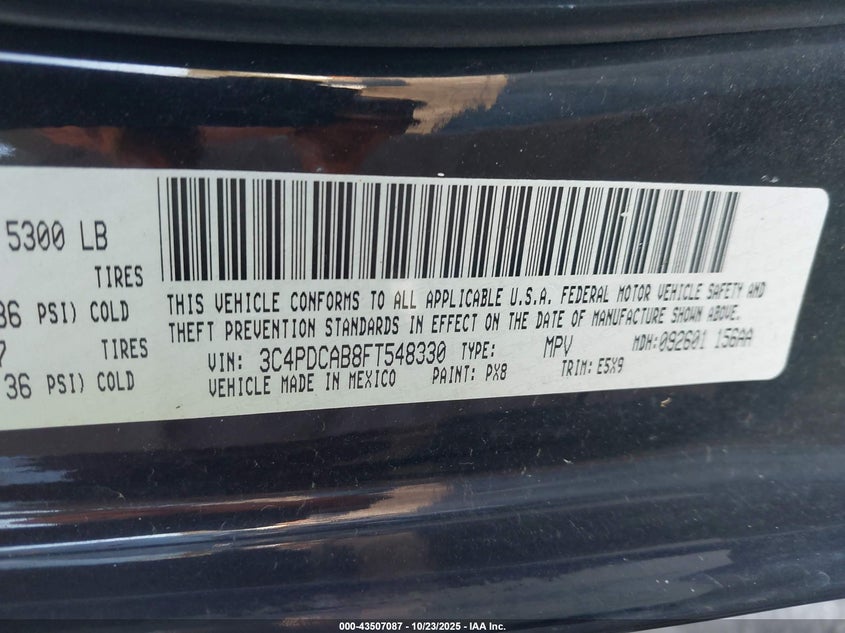 5300 LB
TIRES
36 PSI) COLD
7 TIRES
36 PSI) COLD
THIS VEHICLE CONFORMS TO ALL APPLICABLE U.S.A. FEDERAL MOTOR VEHICLE SAFETY AND
THEFT PREVENTION STANDARDS IN EFFECT ON THE DATE OF MANUFACTURE SHOWN ABOVE.
VIN: 3C4PDCAB8FT548330 TYPE: MPV MDH: 092601 156AA
VEHICLE MADE IN MEXICO PAINT: PX8 TRIM: E5X9
000-43507087 - 10/23/2025 - IAA Inc.